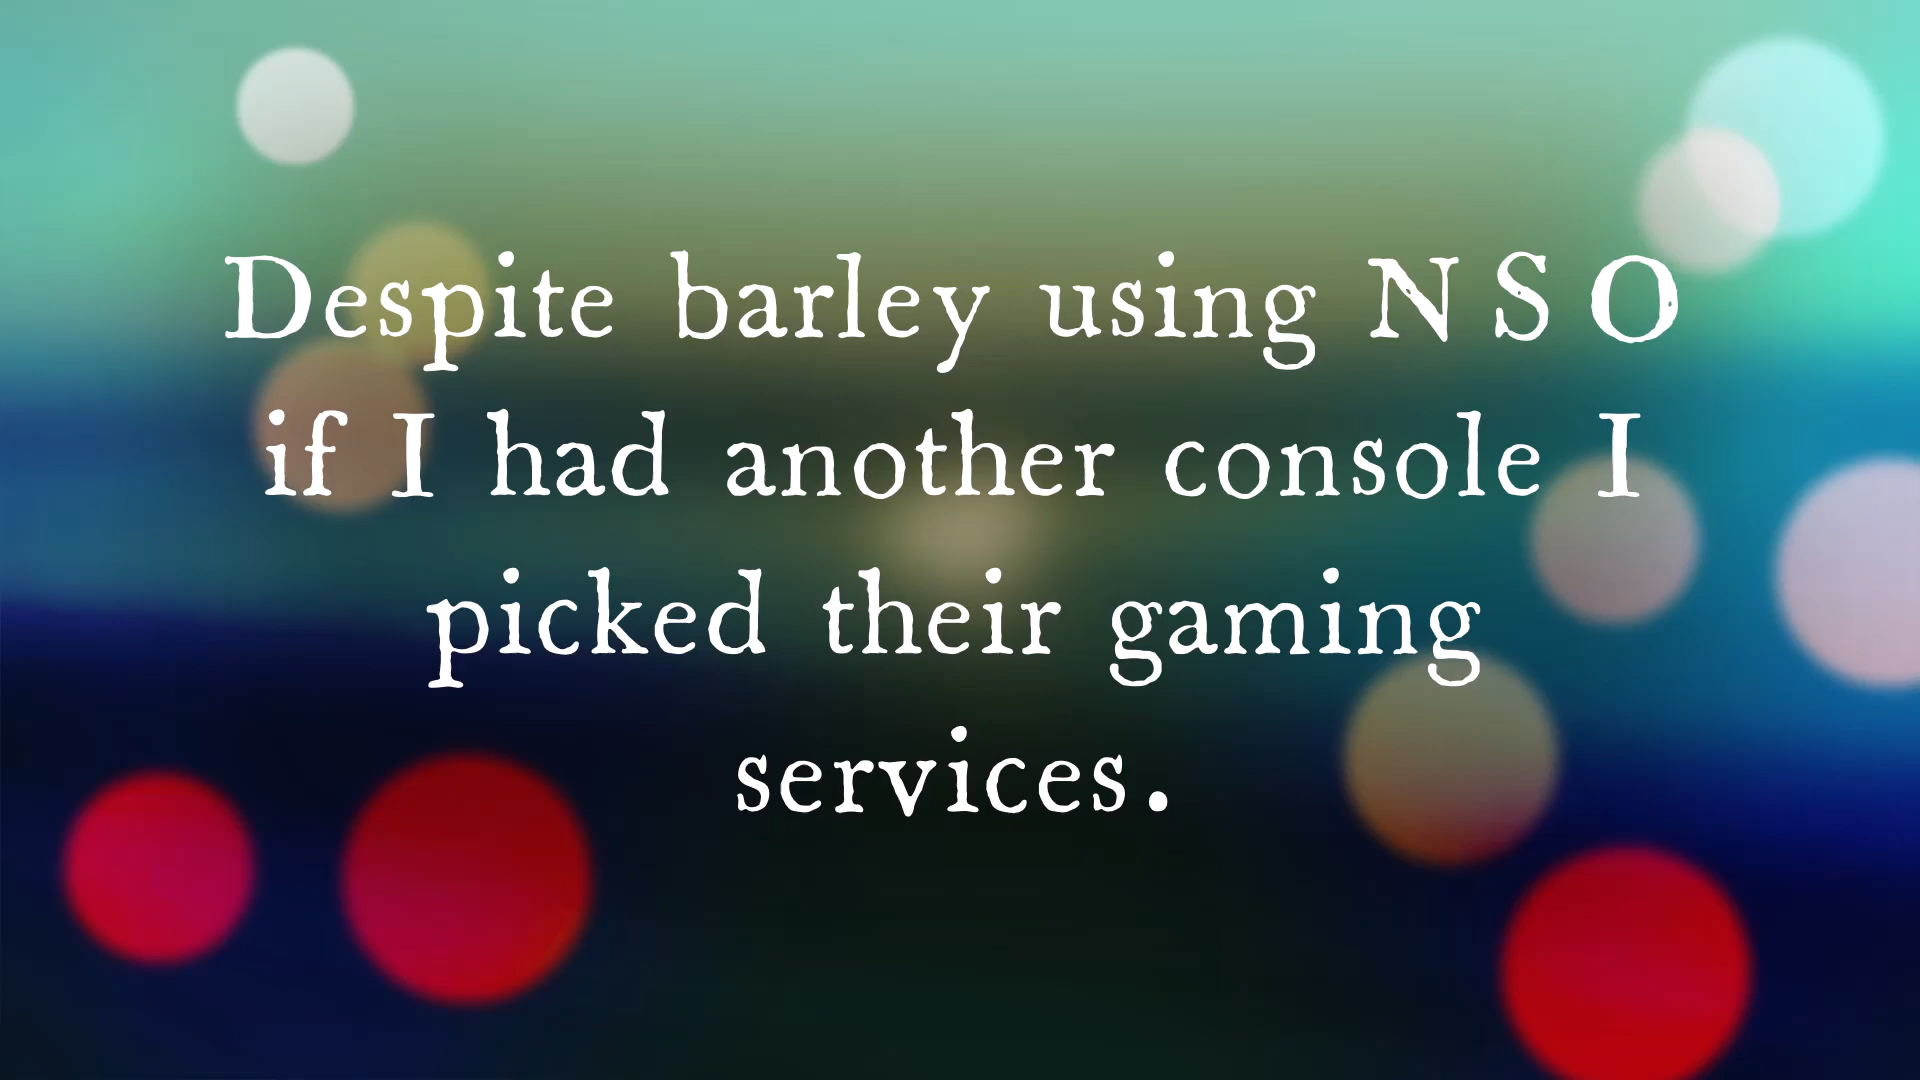 Despite barley using N S O
if I had another console I
picked their gaming
services.